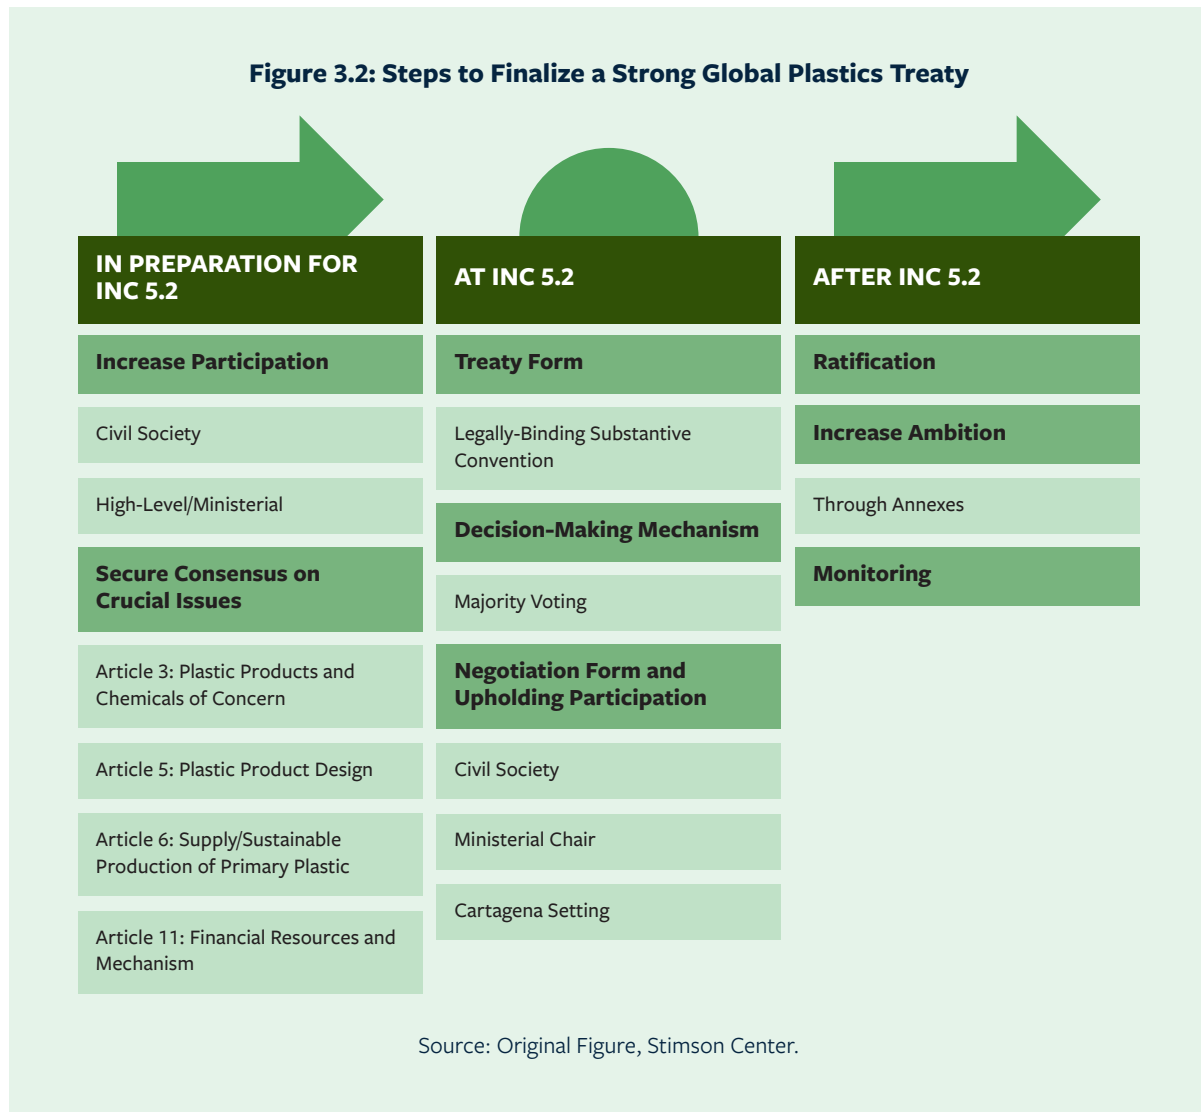 Figure 3.2: Steps to Finalize a Strong Global Plastics Treaty
IN PREPARATION FOR
INC 5.2
Increase Participation
Civil Society
High-Level/Ministerial
Secure Consensus on
Crucial Issues
Article 3: Plastic Products and
Chemicals of Concern
Article 5: Plastic Product Design
Article 6: Supply/Sustainable
Production of Primary Plastic
Article 11: Financial Resources and
Mechanism
AT INC 5.2
Treaty Form
Legally-Binding Substantive
Convention
Decision-Making Mechanism
Majority Voting
Negotiation Form and
Upholding Participation
Civil Society
Ministerial Chair
Cartagena Setting
AFTER INC 5.2
Ratification
Increase Ambition
Through Annexes
Monitoring
Source: Original Figure, Stimson Center.